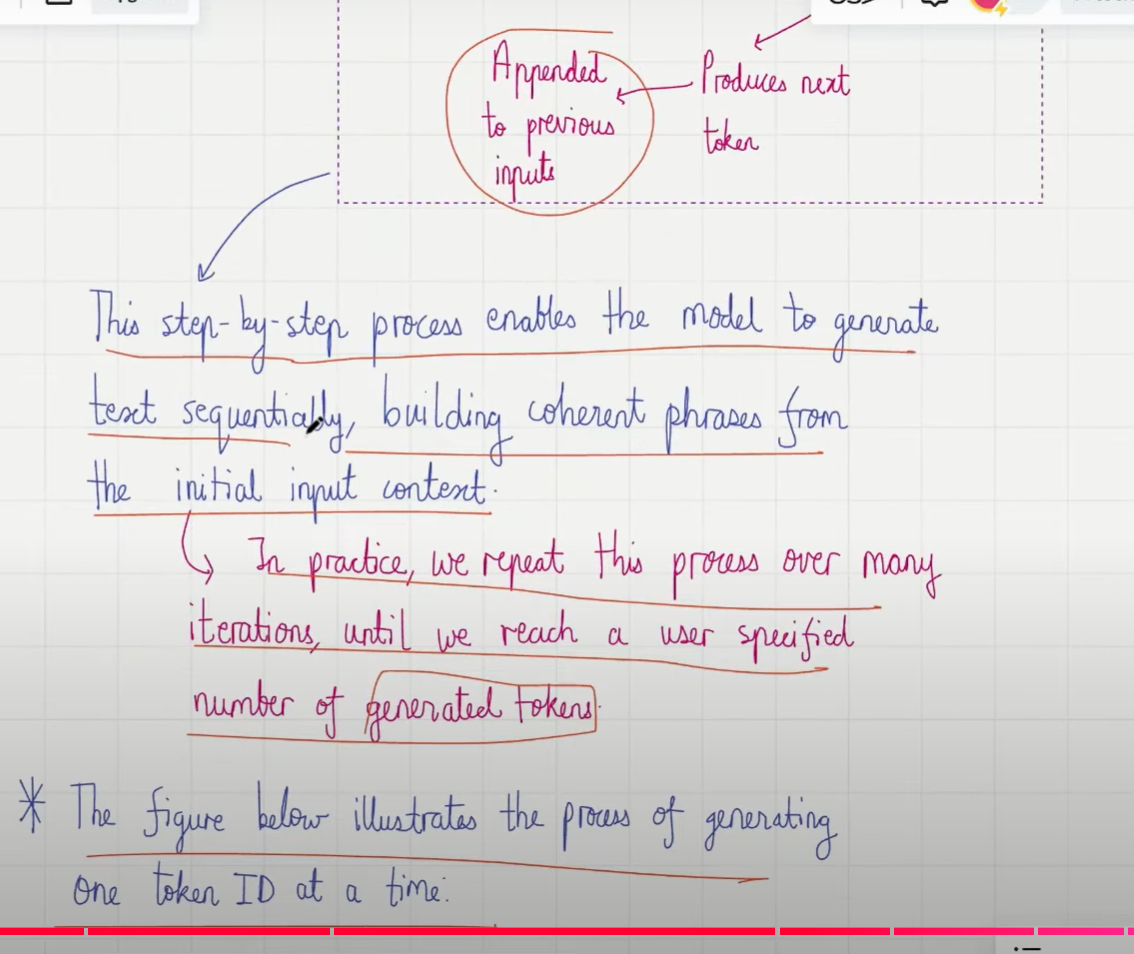 Appended
to previous
inputs
Produces next
token
This step-by-step process enables the model to generate
text sequentially, building coherent phrases from
the initial input context.
In practice, we repeat this process over many
iterations, until we reach a user specified
number of generated tokens.
* The figure below illustrates the process of generating
one token ID at a time: